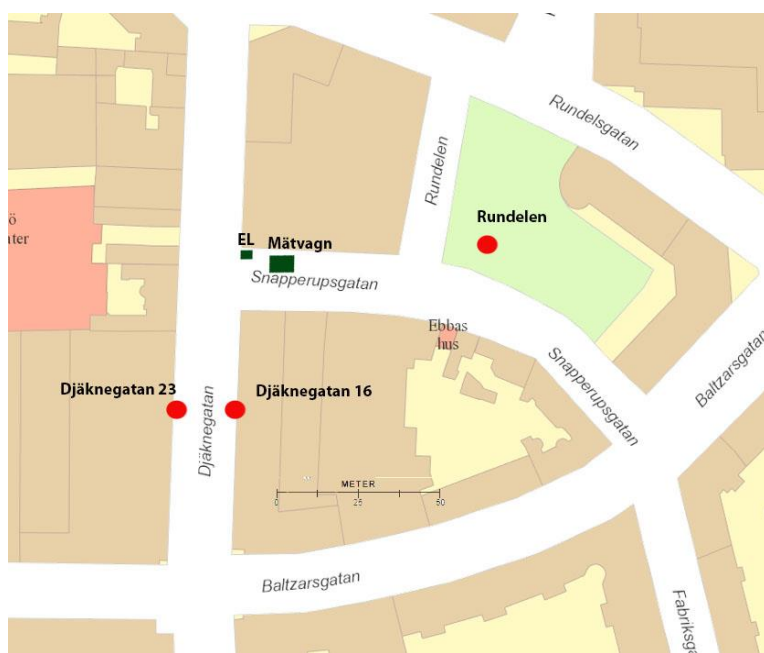 Rundelsgatan
Rundelen
Rundelen
ö
ater
EL
Mätvagn
Snapperupsgatan
Ebbas
hus
Snapperupsgatan
Baltzarsgatan
Djäknegatan 23
Djäknegatan 16
Djäknegatan
METER
0 25 50
Baltzarsgatan
Fabriksga